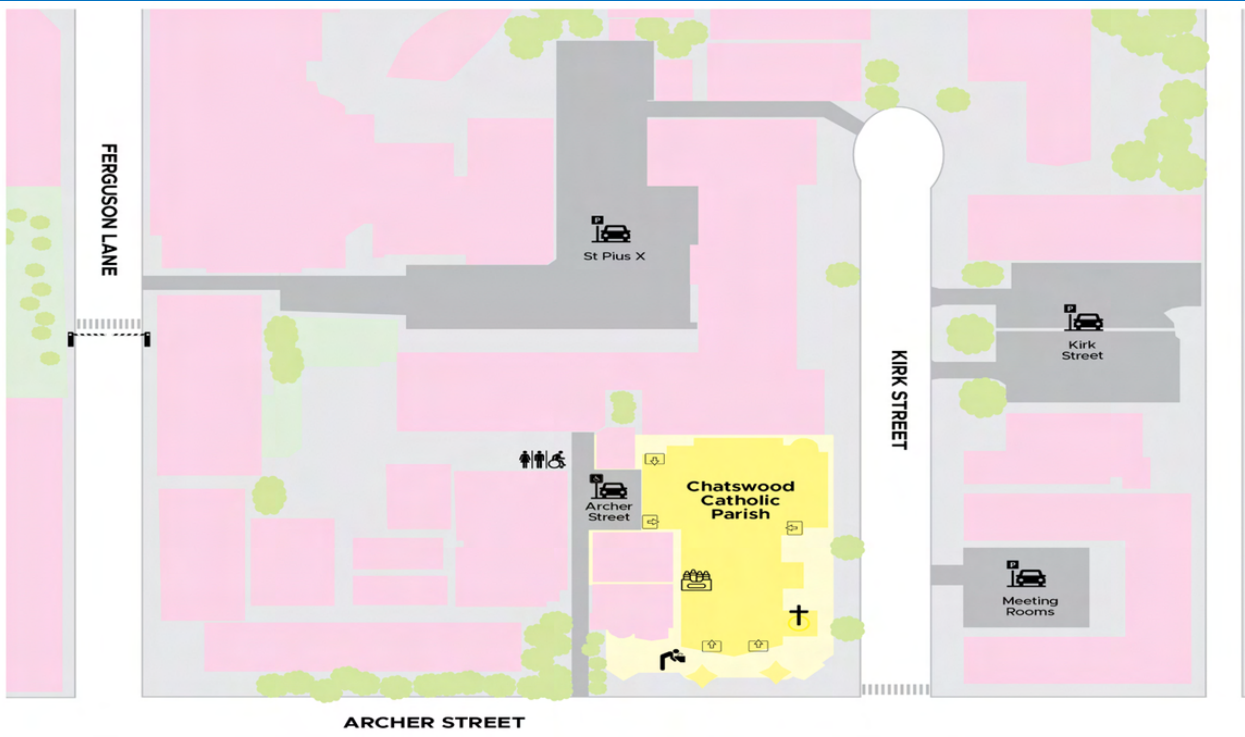 FERGUSON LANE
P
St Pius X
P
Kirk
Street
KIRK STREET
Chatswood
Catholic
Parish
Archer
Street
P
Meeting
Rooms
ARCHER STREET